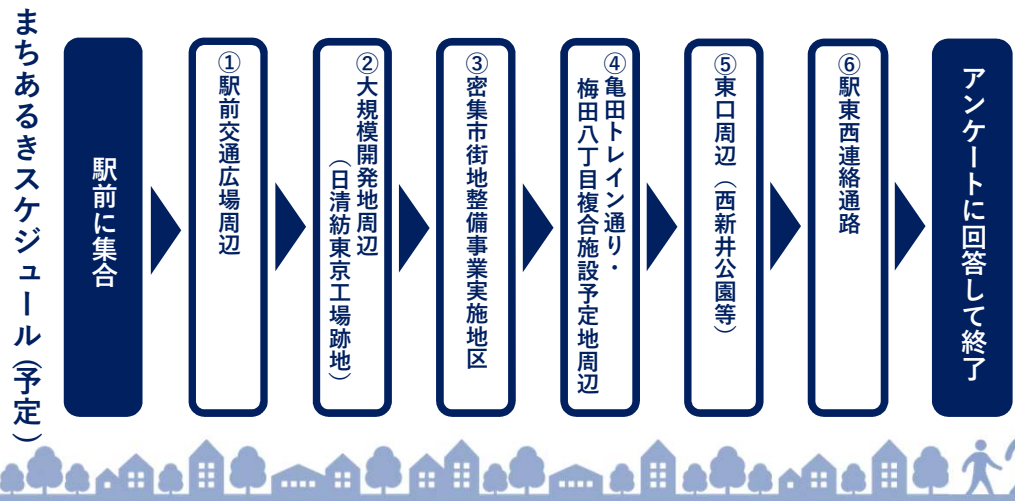 まちあるきスケジュール(予定)
駅前に集合
①駅前交通広場周辺
②大規模開発地周辺
(日清紡東京工場跡地)
③密集市街地整備事業実施地区
④亀田トレイン通り・
梅田八丁目複合施設予定地周辺
⑤東口周辺(西新井公園等)
⑥駅東西連絡通路
アンケートに回答して終了